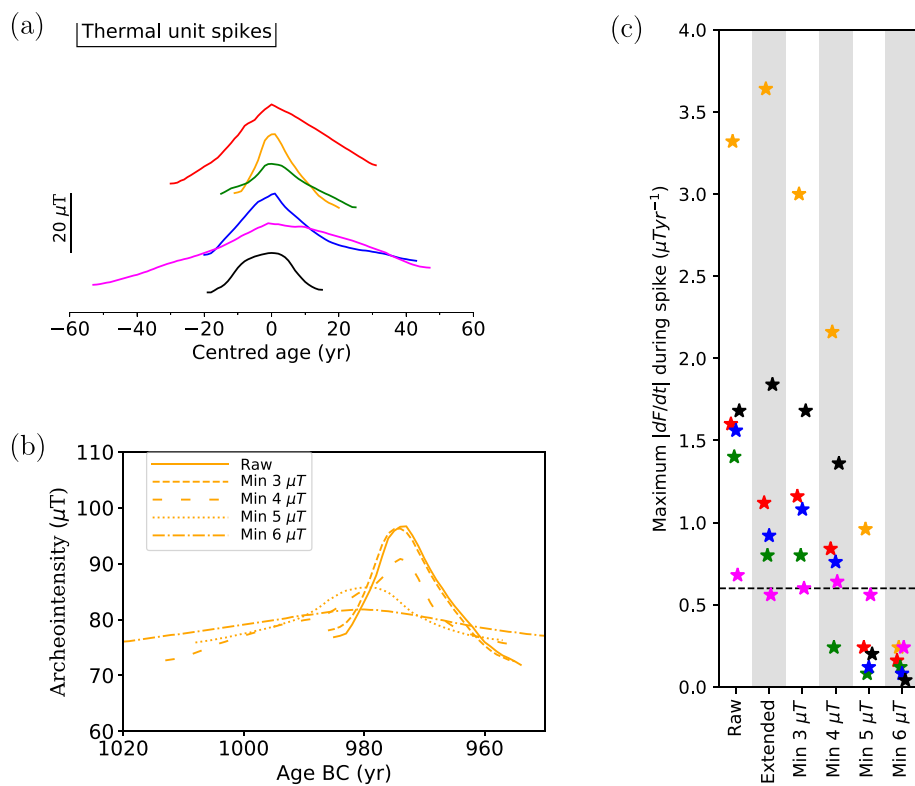 (a)
Thermal unit spikes
20 μT
−60 −40 −20 0 20 40 60
Centred age (yr)
(b)
110
100
90
80
70
60
Archeointensity (μT)
Raw
Min 3 μT
Min 4 μT
Min 5 μT
Min 6 μT
1020 1000 980 960
Age BC (yr)
(c)
4.0
3.5
3.0
2.5
2.0
1.5
1.0
0.5
0.0
Maximum |dF/dt| during spike (μTyr⁻¹)
Raw
Extended
Min 3 μT
Min 4 μT
Min 5 μT
Min 6 μT